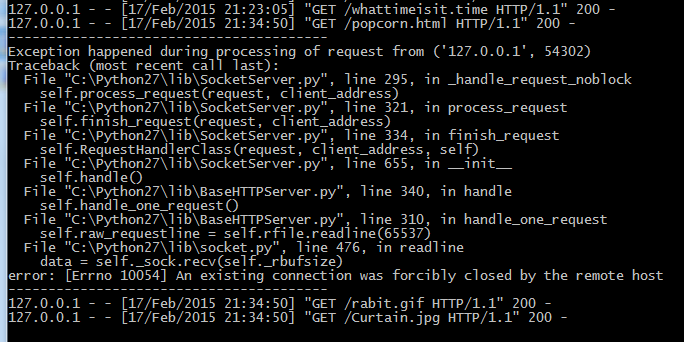 127.0.0.1 - - [17/Feb/2015 21:23:05] "GET /whattimeisit.time HTTP/1.1" 200 -
127.0.0.1 - - [17/Feb/2015 21:34:50] "GET /popcorn.html HTTP/1.1" 200 -
----------------------------------------
Exception happened during processing of request from ('127.0.0.1', 54302)
Traceback (most recent call last):
  File "C:\Python27\lib\SocketServer.py", line 295, in _handle_request_noblock
    self.process_request(request, client_address)
  File "C:\Python27\lib\SocketServer.py", line 321, in process_request
    self.finish_request(request, client_address)
  File "C:\Python27\lib\SocketServer.py", line 334, in finish_request
    self.RequestHandlerClass(request, client_address, self)
  File "C:\Python27\lib\SocketServer.py", line 655, in __init__
    self.handle()
  File "C:\Python27\lib\BaseHTTPServer.py", line 340, in handle
    self.handle_one_request()
  File "C:\Python27\lib\BaseHTTPServer.py", line 310, in handle_one_request
    self.raw_requestline = self.rfile.readline(65537)
  File "C:\Python27\lib\socket.py", line 476, in readline
    data = self._sock.recv(self._rbufsize)
error: [Errno 10054] An existing connection was forcibly closed by the remote host
----------------------------------------
127.0.0.1 - - [17/Feb/2015 21:34:50] "GET /rabit.gif HTTP/1.1" 200 -
127.0.0.1 - - [17/Feb/2015 21:34:50] "GET /Curtain.jpg HTTP/1.1" 200 -